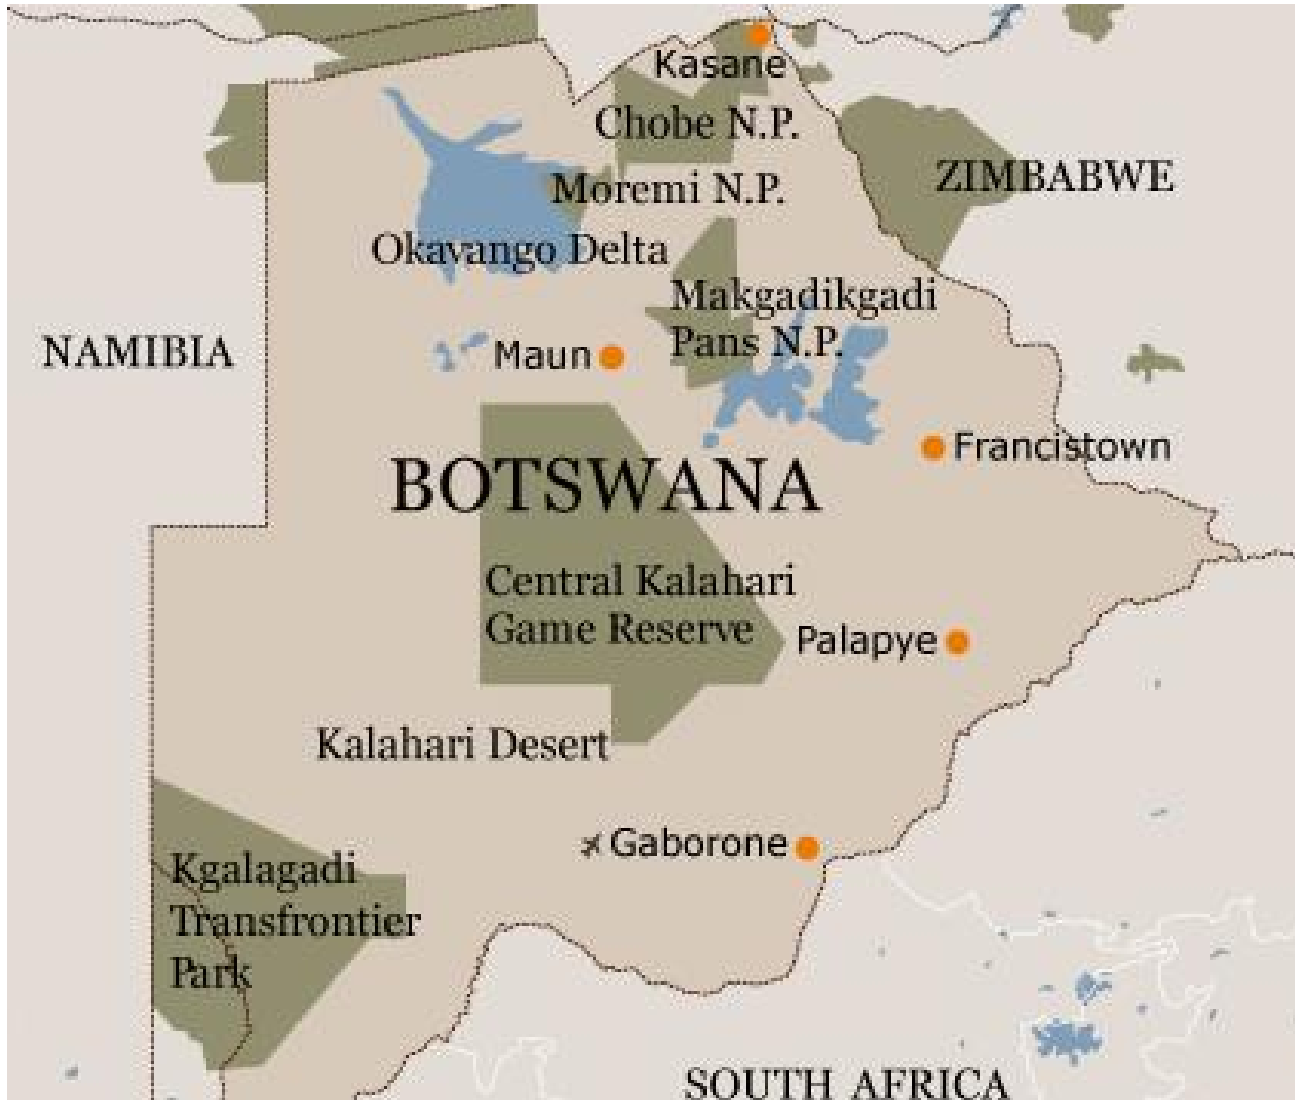 Kasane
Chobe N.P.
ZIMBABWE
Moremi N.P.
Okavango Delta
Makgadikgadi
Pans N.P.
NAMIBIA
Maun
Francistown
BOTSWANA
Central Kalahari
Game Reserve
Palapye
Kalahari Desert
Gaborone
Kgalagadi
Transfrontier
Park
SOUTH AFRICA